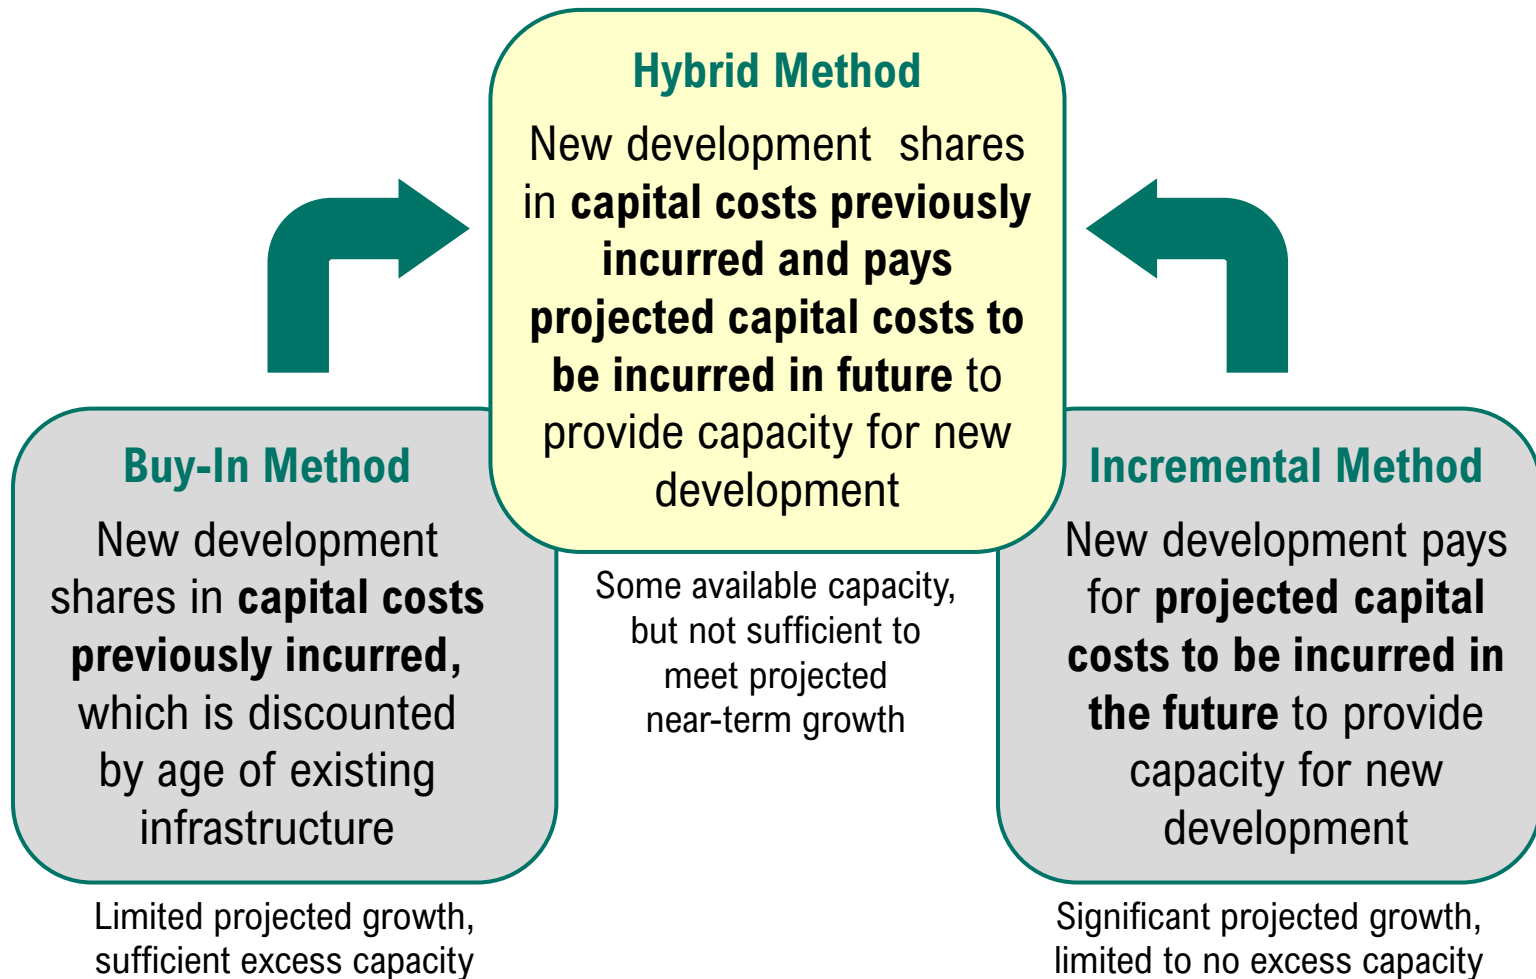 Hybrid Method
New development shares
in capital costs previously
incurred and pays
projected capital costs to
be incurred in future to
provide capacity for new
development
Some available capacity,
but not sufficient to
meet projected
near-term growth
Buy-In Method
New development
shares in capital costs
previously incurred,
which is discounted
by age of existing
infrastructure
Limited projected growth,
sufficient excess capacity
Incremental Method
New development pays
for projected capital
costs to be incurred in
the future to provide
capacity for new
development
Significant projected growth,
limited to no excess capacity